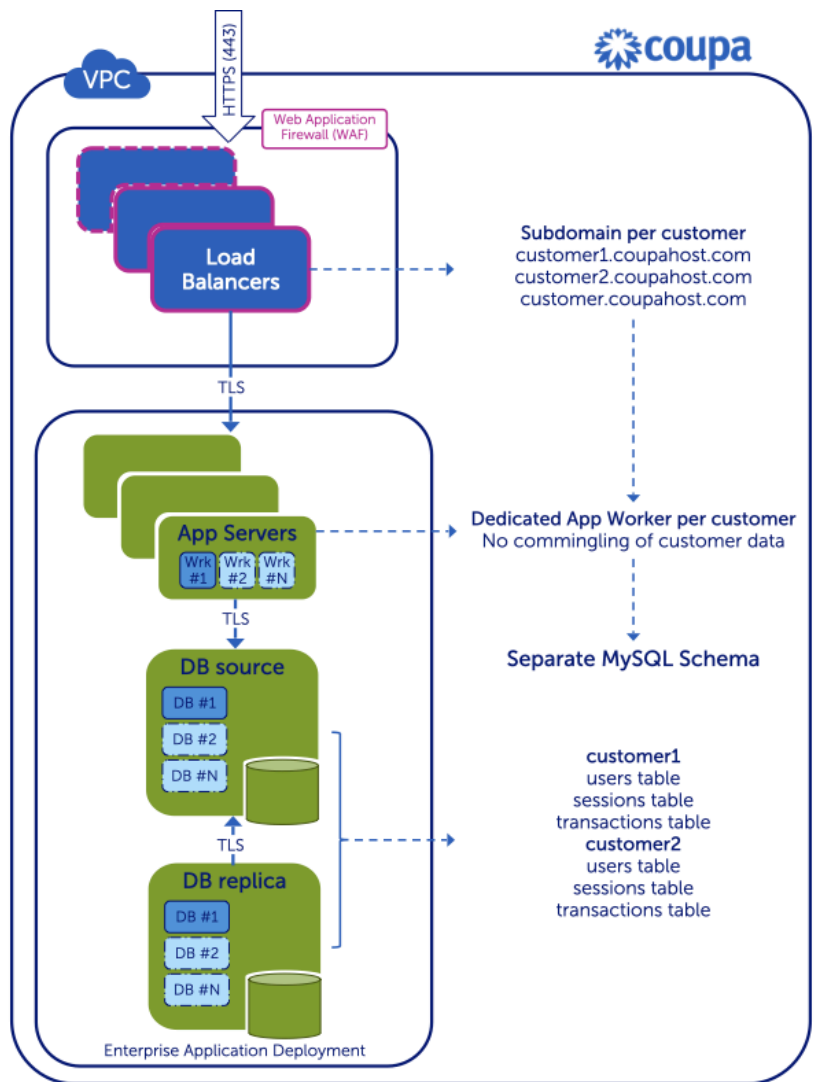 coupa
VPC
HTTPS (443)
Web Application
Firewall (WAF)
Load
Balancers
Subdomain per customer
customer1.coupahost.com
customer2.coupahost.com
customer.coupahost.com
TLS
App Servers
Wrk
#1
Wrk
#2
Wrk
#N
Dedicated App Worker per customer
No commingling of customer data
TLS
DB source
DB #1
DB #2
DB #N
Separate MySQL Schema
customer1
users table
sessions table
transactions table
customer2
users table
sessions table
transactions table
TLS
DB replica
DB #1
DB #2
DB #N
Enterprise Application Deployment